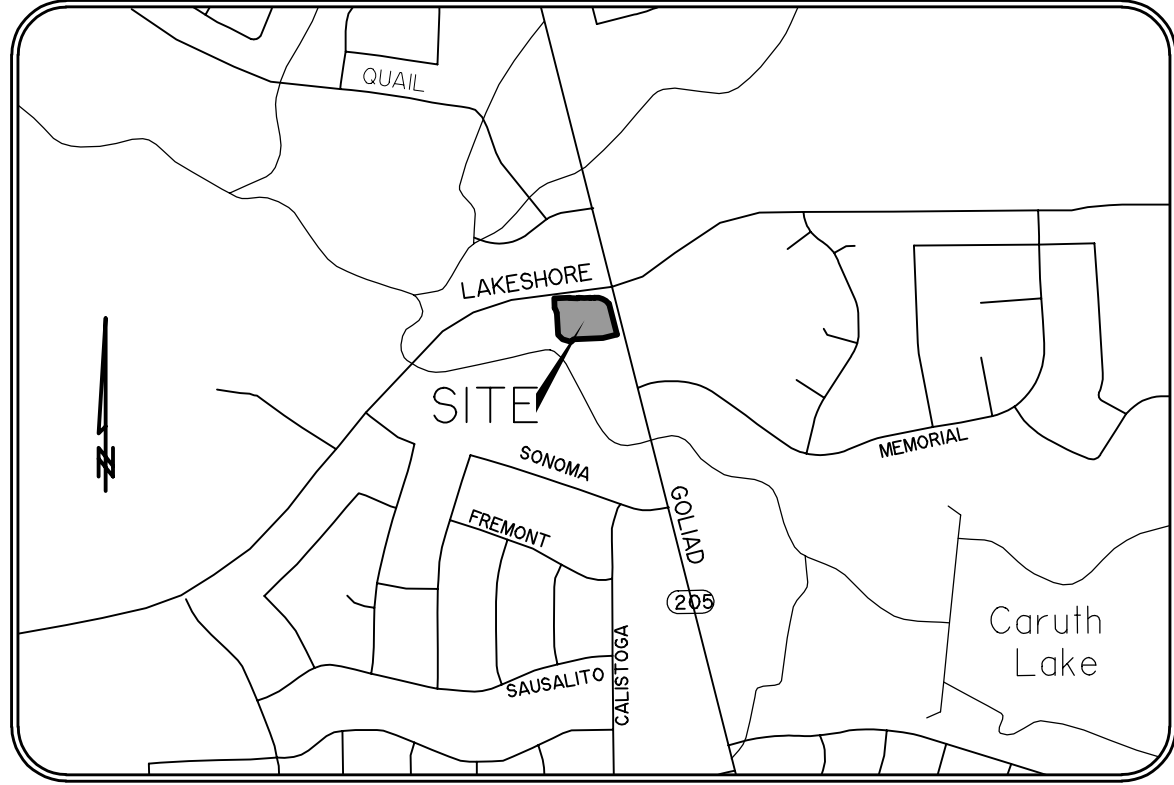 QUAIL
LAKESHORE
SITE
MEMORIAL
SONOMA
GOLIAD
FREMONT
N
205
Caruth
Lake
CALISTOGA
SAUSALITO